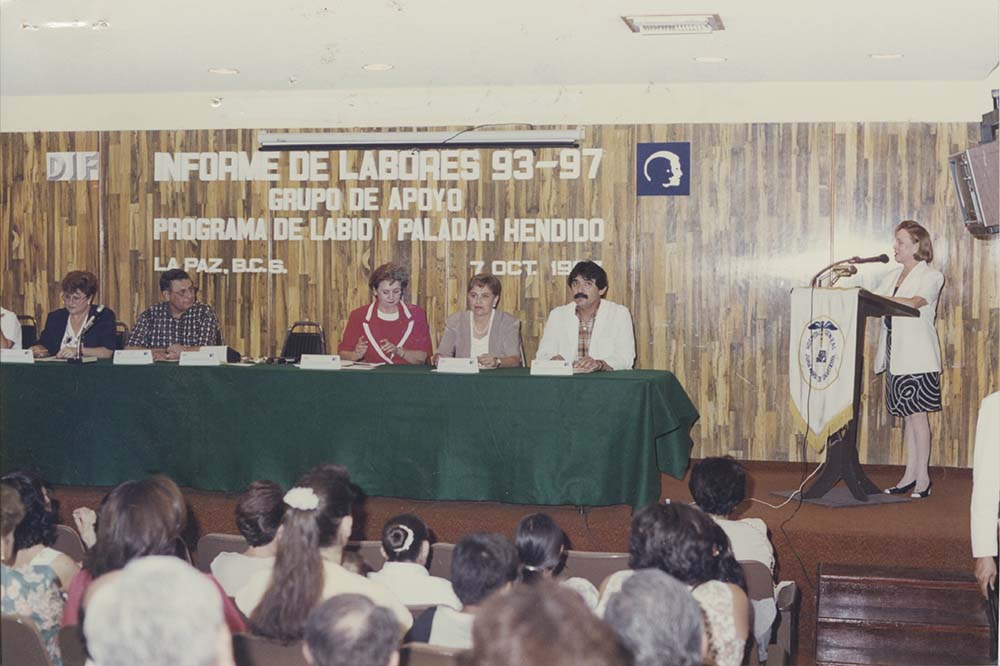 DIF
INFORME DE LABORES 93-97
GRUPO DE APOYO
PROGRAMA DE LABIO Y PALADAR HENDIDO
LA PAZ, B.C.S. 7 OCT.